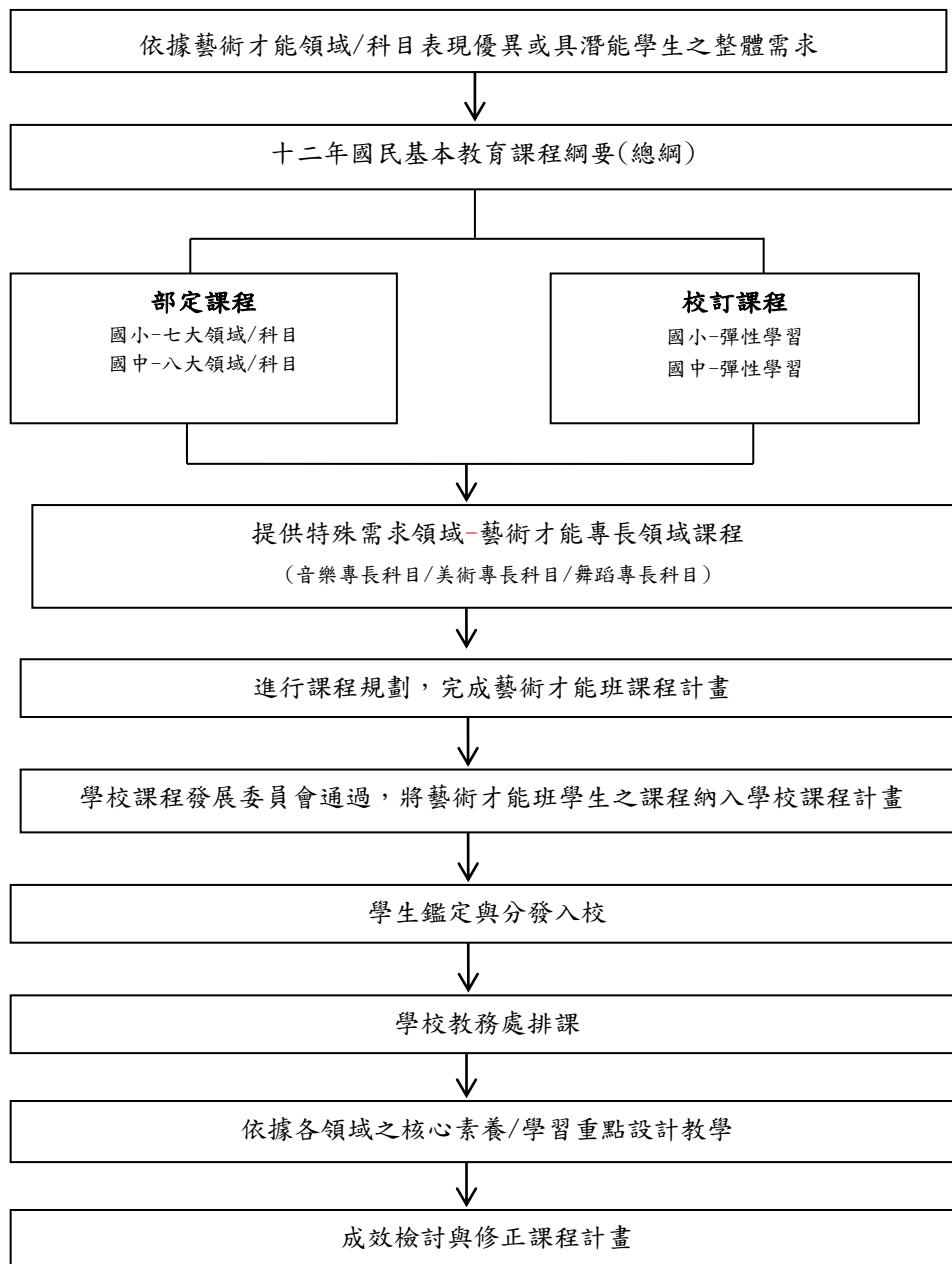 依據藝術才能領域/科目表現優異或具潛能學生之整體需求
十二年國民基本教育課程綱要(總綱)
部定課程
國小-七大領域/科目
國中-八大領域/科目
校訂課程
國小-彈性學習
國中-彈性學習
提供特殊需求領域-藝術才能專長領域課程
(音樂專長科目/美術專長科目/舞蹈專長科目)
進行課程規劃，完成藝術才能班課程計畫
學校課程發展委員會通過，將藝術才能班學生之課程納入學校課程計畫
學生鑑定與分發入校
學校教務處排課
依據各領域之核心素養/學習重點設計教學
成效檢討與修正課程計畫